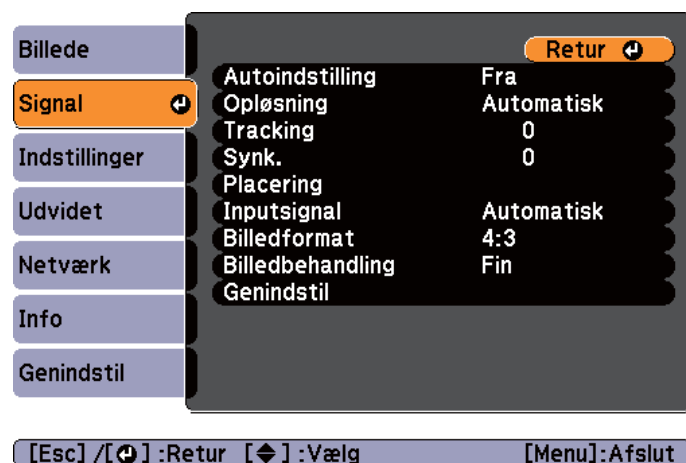 Billede
Signal
Indstillinger
Udvidet
Netværk
Info
Genindstil
Retur
Autoindstilling Fra
Opløsning Automatisk
Tracking 0
Synk. 0
Placering
Inputsignal Automatisk
Billedformat 4:3
Billedbehandling Fin
Genindstil
[Esc] /[ ] :Retur [ ] :Vælg [Menu]:Afslut